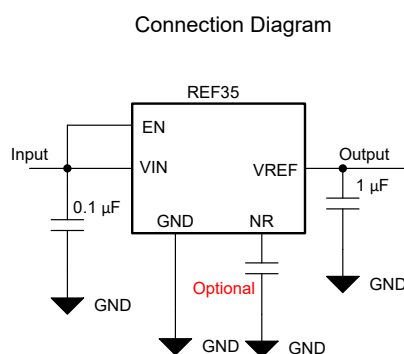 Connection Diagram
REF35
EN
Input
VIN
VREF
Output
0.1 µF
1 µF
GND
NR
Optional
GND
GND
GND
GND